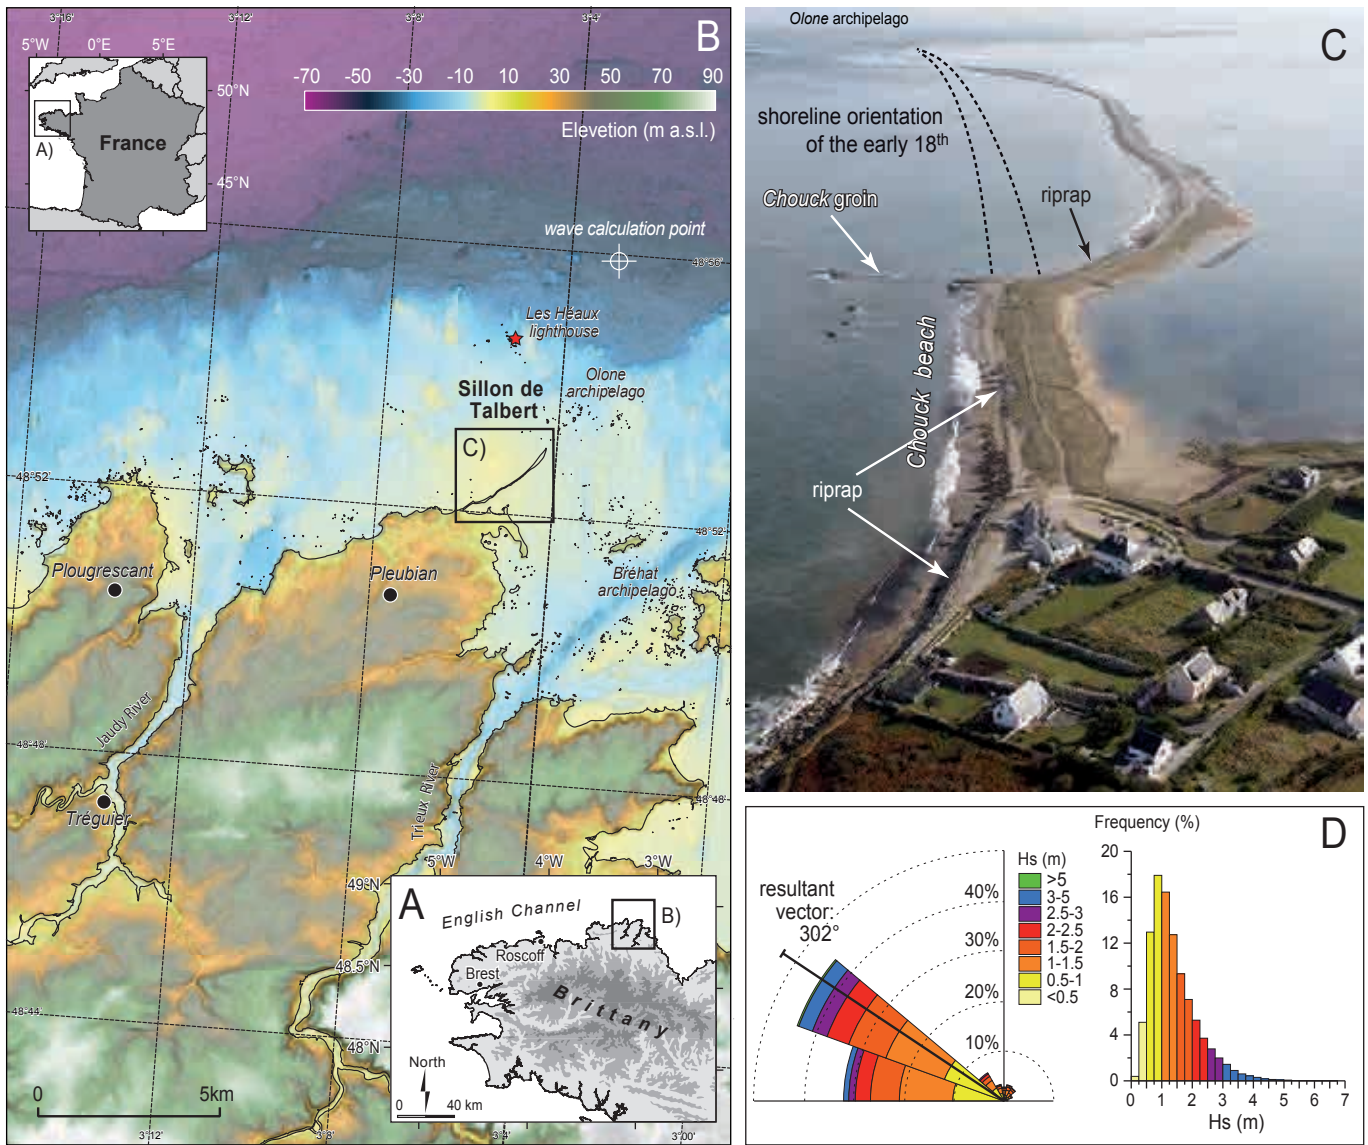 3°16'
3°12'
3°8'
3°4'
B
5°W
0°E
5°E
50°N
France
A)
45°N
-70
-50
-30
-10
10
30
50
70
90
Elevetion (m a.s.l.)
wave calculation point
48°56'
Les Héaux
lighthouse
Olone
archipelago
Sillon de
Talbert
C)
48°52'
48°52'
Plougrescant
Pleubian
Bréhat
archipelago
Jaudy River
48°48'
48°48'
Tréguier
Trieux River
48°44'
0
5km
3°12'
3°8'
3°4'
3°00'
5°W
4°W
3°W
49°N
48.5°N
48°N
A
English Channel
B)
Roscoff
Brest
Brittany
North
0
40 km
C
Olone archipelago
shoreline orientation
of the early 18th
Chouck groin
riprap
Chouck beach
riprap
D
resultant
vector:
302°
40%
30%
20%
10%
Hs (m)
>5
3-5
2.5-3
2-2.5
1.5-2
1-1.5
0.5-1
<0.5
Frequency (%)
20
16
12
8
4
0
0 1 2 3 4 5 6 7
Hs (m)